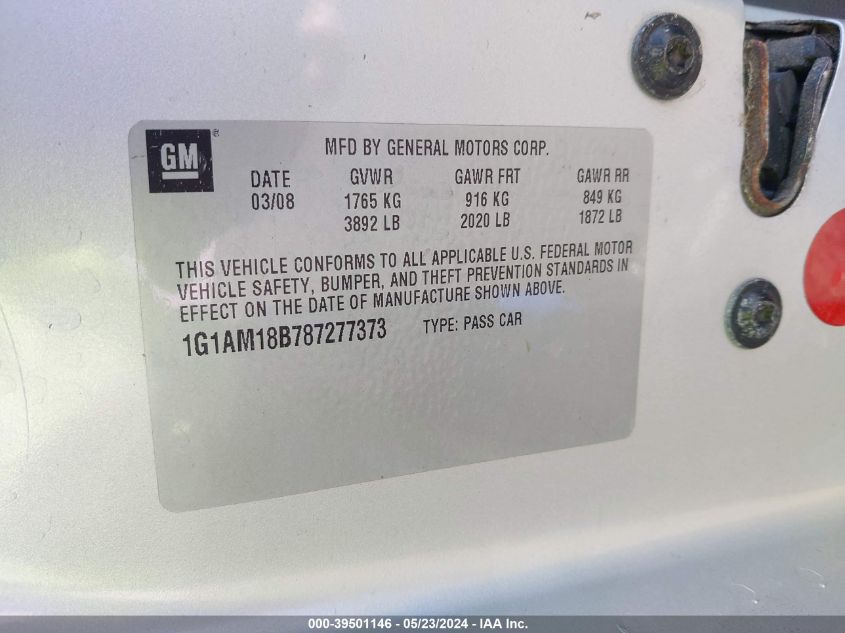 GM®
MFD BY GENERAL MOTORS CORP.
DATE GVWR GAWR FRT GAWR RR
03/08 1765 KG 916 KG 849 KG
3892 LB 2020 LB 1872 LB
THIS VEHICLE CONFORMS TO ALL APPLICABLE U.S. FEDERAL MOTOR
VEHICLE SAFETY, BUMPER, AND THEFT PREVENTION STANDARDS IN
EFFECT ON THE DATE OF MANUFACTURE SHOWN ABOVE.
1G1AM18B787277373 TYPE: PASS CAR
000-39501146 - 05/23/2024 - IAA Inc.